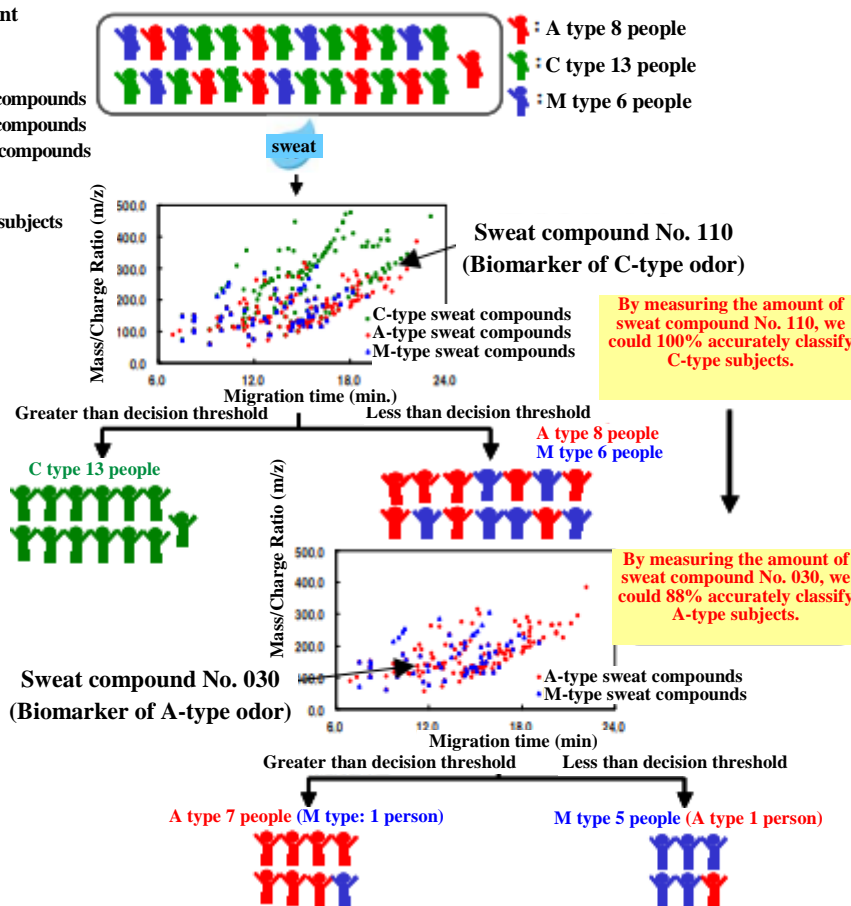 nt
: A type 8 people
: C type 13 people
: M type 6 people
compounds
compounds
compounds
subjects
sweat
Mass/Charge Ratio (m/z)
500.0
400.0
300.0
200.0
100.0
0.0
6.0
12.0
18.0
24.0
Migration time (min.)
C-type sweat compounds
A-type sweat compounds
M-type sweat compounds
Sweat compound No. 110
(Biomarker of C-type odor)
By measuring the amount of
sweat compound No. 110, we
could 100% accurately classify
C-type subjects.
Greater than decision threshold
Less than decision threshold
C type 13 people
A type 8 people
M type 6 people
Mass/Charge Ratio (m/z)
500.0
400.0
300.0
200.0
100.0
0.0
6.0
12.0
18.0
24.0
Migration time (min)
A-type sweat compounds
M-type sweat compounds
Sweat compound No. 030
(Biomarker of A-type odor)
By measuring the amount of
sweat compound No. 030, we
could 88% accurately classify
A-type subjects.
Greater than decision threshold
Less than decision threshold
A type 7 people (M type: 1 person)
M type 5 people (A type 1 person)